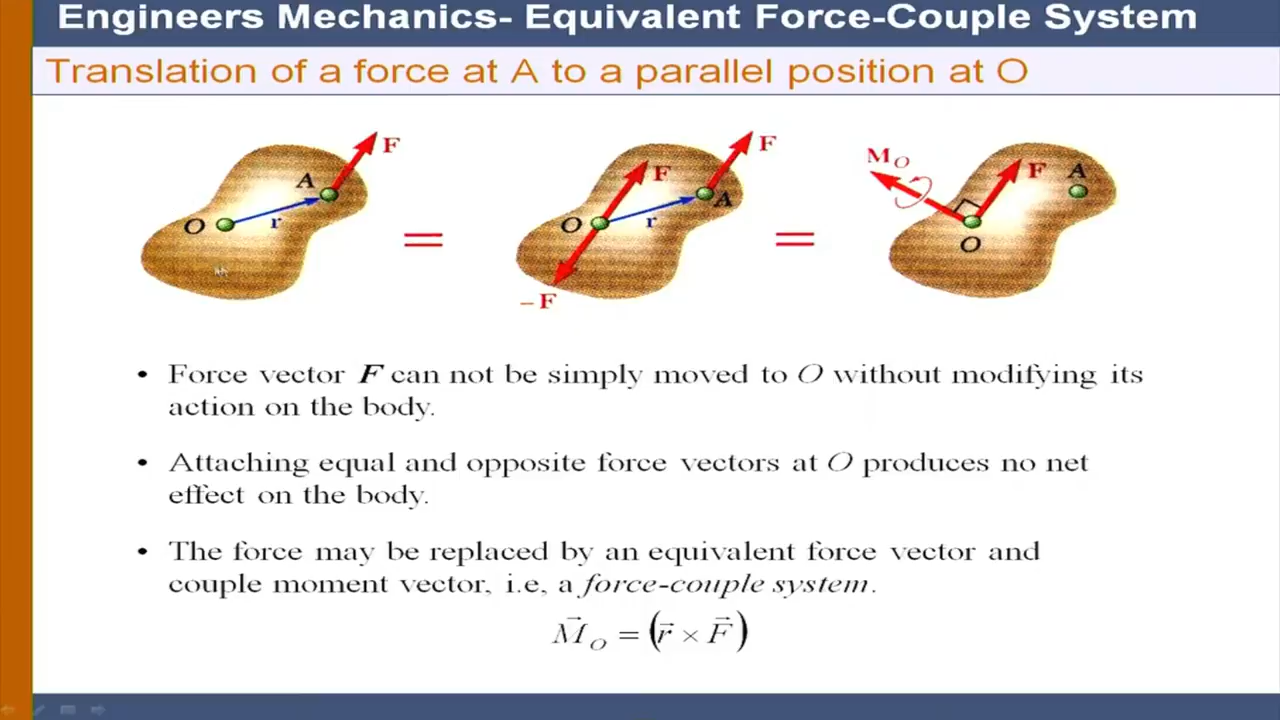 Engineers Mechanics- Equivalent Force-Couple System
Translation of a force at A to a parallel position at O
F
A
O
r
=
F
F
A
O
r
–F
=
M_O
F
A
O
• Force vector F can not be simply moved to O without modifying its
action on the body.
• Attaching equal and opposite force vectors at O produces no net
effect on the body.
• The force may be replaced by an equivalent force vector and
couple moment vector, i.e, a force-couple system.
M⃗_O = (r⃗ × F⃗)